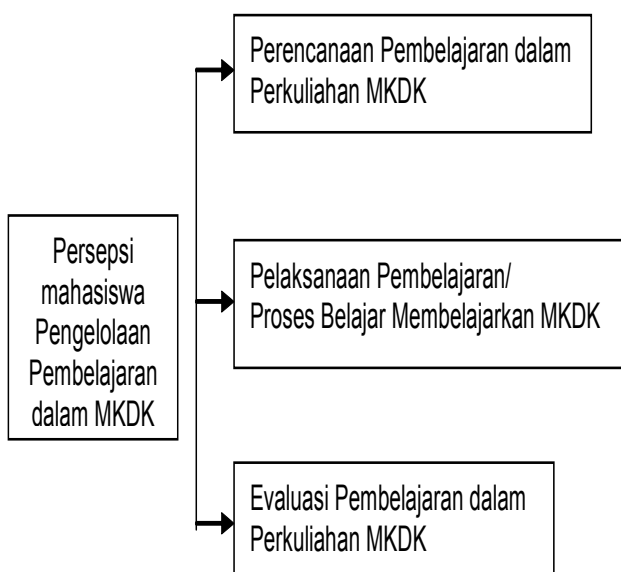 Perencanaan Pembelajaran dalam
Perkuliahan MKDK
Persepsi
mahasiswa
Pengelolaan
Pembelajaran
dalam MKDK
Pelaksanaan Pembelajaran/
Proses Belajar Membelajarkan MKDK
Evaluasi Pembelajaran dalam
Perkuliahan MKDK